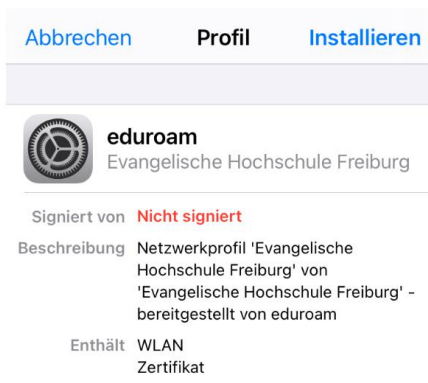 Abbrechen Profil Installieren
eduroam
Evangelische Hochschule Freiburg
Signiert von Nicht signiert
Beschreibung Netzwerkprofil 'Evangelische
Hochschule Freiburg' von
'Evangelische Hochschule Freiburg' -
bereitgestellt von eduroam
Enthält WLAN
Zertifikat